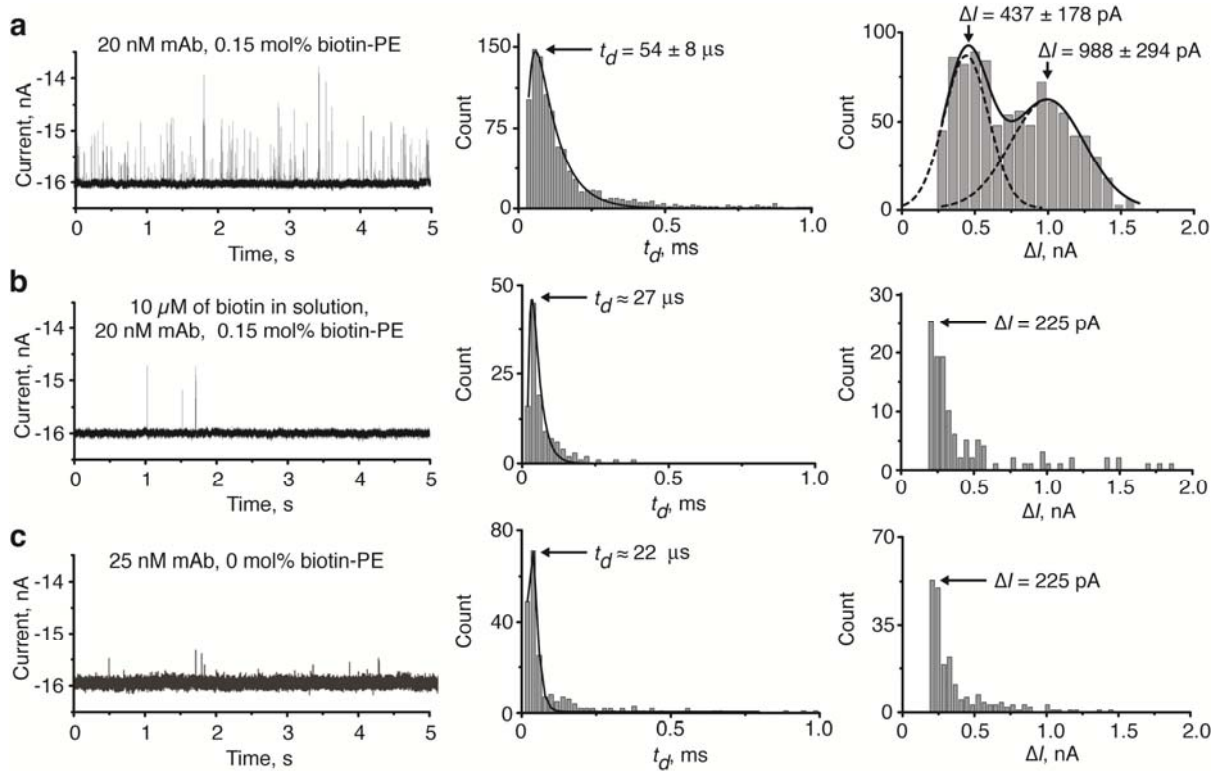 a
20 nM mAb, 0.15 mol% biotin-PE
Current, nA
-14
-15
-16
0 1 2 3 4 5
Time, s
Count
150
75
0
t_d = 54 ± 8 µs
0.5 1.0
t_d, ms
Count
100
50
0
ΔI = 437 ± 178 pA
ΔI = 988 ± 294 pA
0 0.5 1.0 1.5 2.0
ΔI, nA
b
10 µM of biotin in solution,
20 nM mAb, 0.15 mol% biotin-PE
Current, nA
-14
-15
-16
0 1 2 3 4 5
Time, s
Count
50
25
0
t_d ≈ 27 µs
0.5 1.0
t_d, ms
Count
30
20
10
0
ΔI = 225 pA
0 0.5 1.0 1.5 2.0
ΔI, nA
c
25 nM mAb, 0 mol% biotin-PE
Current, nA
-14
-15
-16
0 1 2 3 4 5
Time, s
Count
80
40
0
t_d ≈ 22 µs
0.5 1.0
t_d, ms
Count
70
35
0
ΔI = 225 pA
0 0.5 1.0 1.5 2.0
ΔI, nA